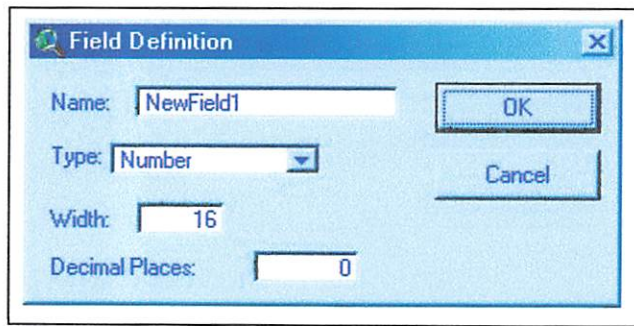 Field Definition
Name: NewField1
OK
Type: Number
Cancel
Width: 16
Decimal Places: 0